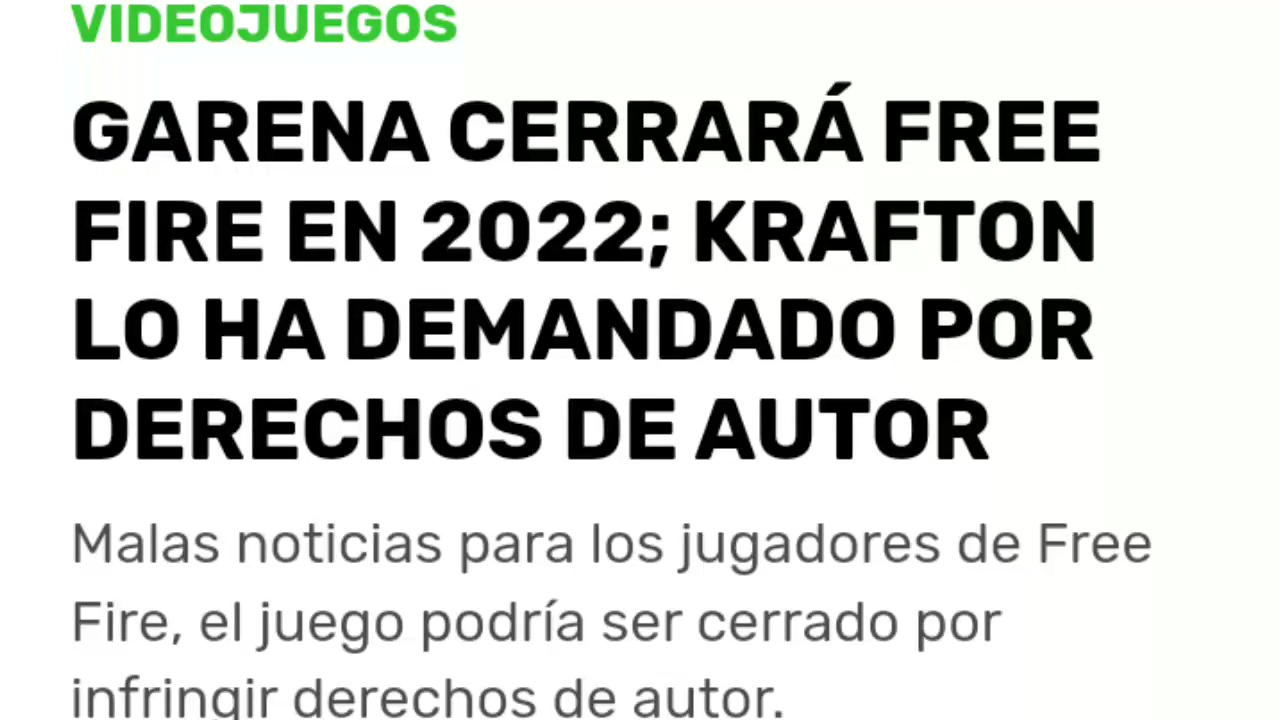 VIDEOJUEGOS
GARENA CERRARÁ FREE
FIRE EN 2022; KRAFTON
LO HA DEMANDADO POR
DERECHOS DE AUTOR
Malas noticias para los jugadores de Free
Fire, el juego podría ser cerrado por
infringir derechos de autor.